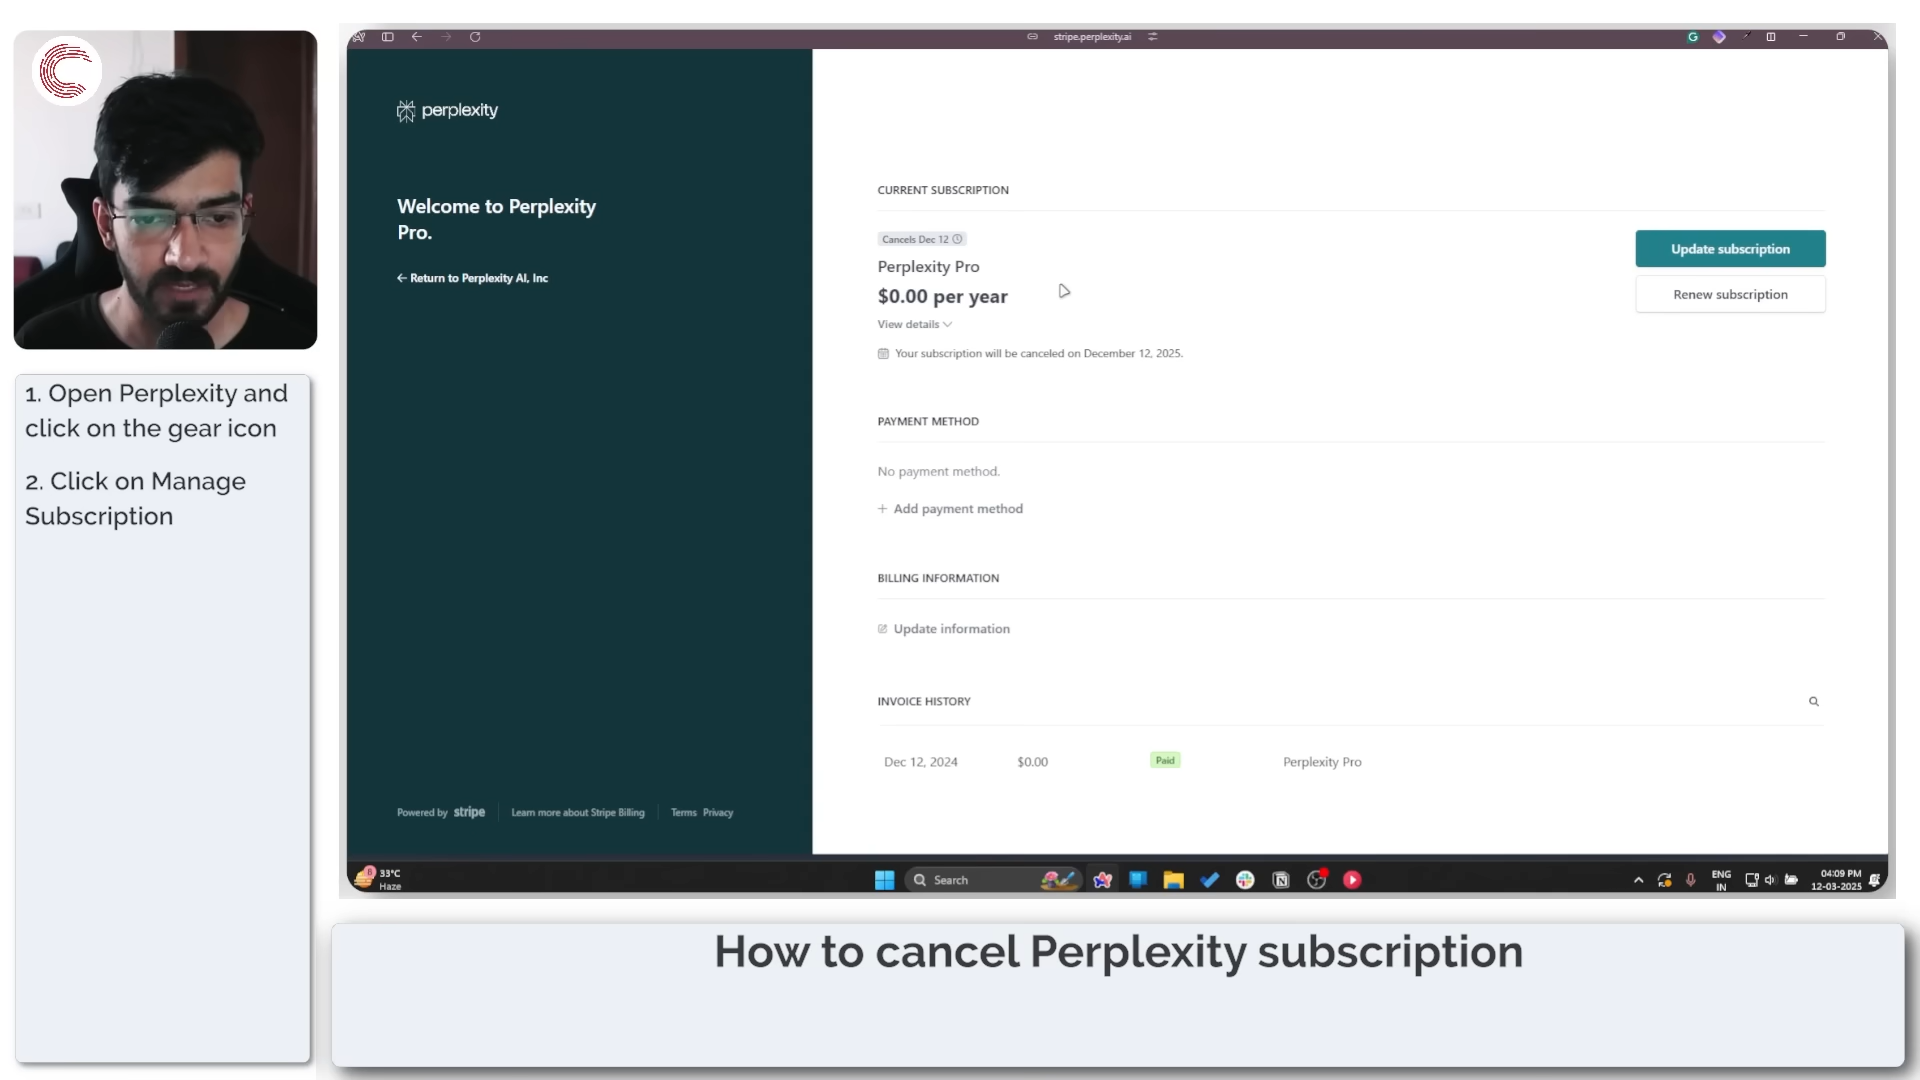 stripe.perplexity.ai
perplexity
Welcome to Perplexity
Pro.
Return to Perplexity AI, Inc
Powered by stripe
Learn more about Stripe Billing
Terms Privacy
CURRENT SUBSCRIPTION
Cancels Dec 12
Perplexity Pro
$0.00 per year
View details
Your subscription will be canceled on December 12, 2025.
Update subscription
Renew subscription
PAYMENT METHOD
No payment method.
+ Add payment method
BILLING INFORMATION
Update information
INVOICE HISTORY
Dec 12, 2024 $0.00 Paid Perplexity Pro
33°C
Haze
Search
ENG
IN
04:09 PM
12-03-2025
1. Open Perplexity and
click on the gear icon
2. Click on Manage
Subscription
How to cancel Perplexity subscription